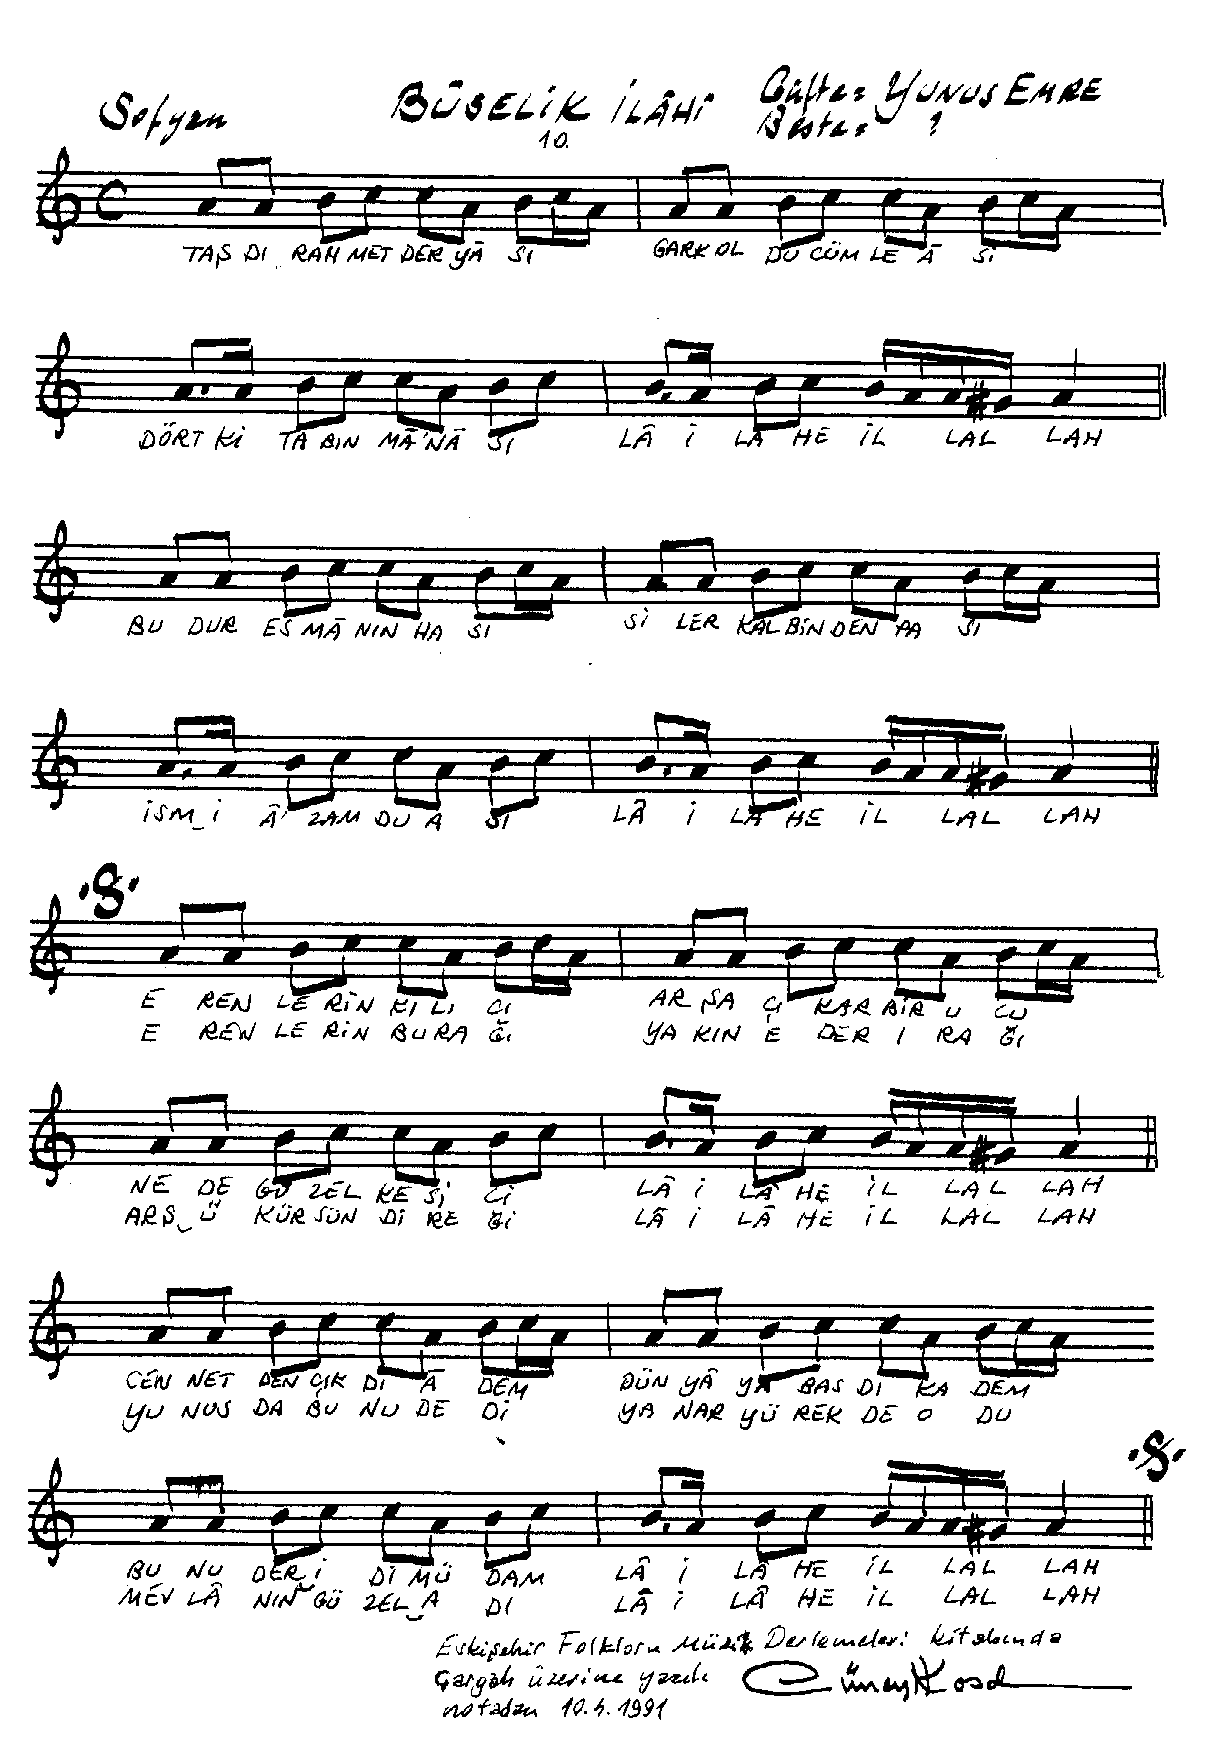 Sofyan
BÛSELİK İLÂHİ
10.
Güfte: YUNUS EMRE
Beste: ?
TAŞ DI RAH MET DER YÂ SI GARK OL DU CÜM LE Â SI
DÖRT Kİ TA BIN MÂ'NÂ SI LÂ İ LA HE İL LAL LAH
BU DUR ES MÂ NIN HA SI Sİ LER KAL BİN DEN PA SI
İSM_İ Â' ZAM DU A SI LÂ İ LA HE İL LAL LAH
E REN LE RİN KI LI CI AR ŞA ÇI KAR BİR U CU
E REN LE RİN BU RA ĞI YA KIN E DER I RA ĞI
NE DE GÜ ZEL KE Sİ Cİ LÂ İ LÂ HE İL LAL LAH
ARŞ_Ü KÜR SÜN Dİ RE Ğİ LÂ İ LÂ HE İL LAL LAH
CEN NET DEN ÇIK DI Â DEM DÜN YÂ YA BAS DI KA DEM
YU NUS DA BU NU DE DI YA NAR YÜ REK DE O DU
BU NU DER_İ Dİ MÜ DAM LÂ İ LÂ HE İL LAL LAH
MEV LÂ NIN GÜ ZEL_A DI LÂ İ LÂ HE İL LAL LAH
Eskişehir Folkloru Müzik Derlemeleri kitabında
Çargâh üzerine yazılı
notadan 10.4.1991
Cüneyt Kosal